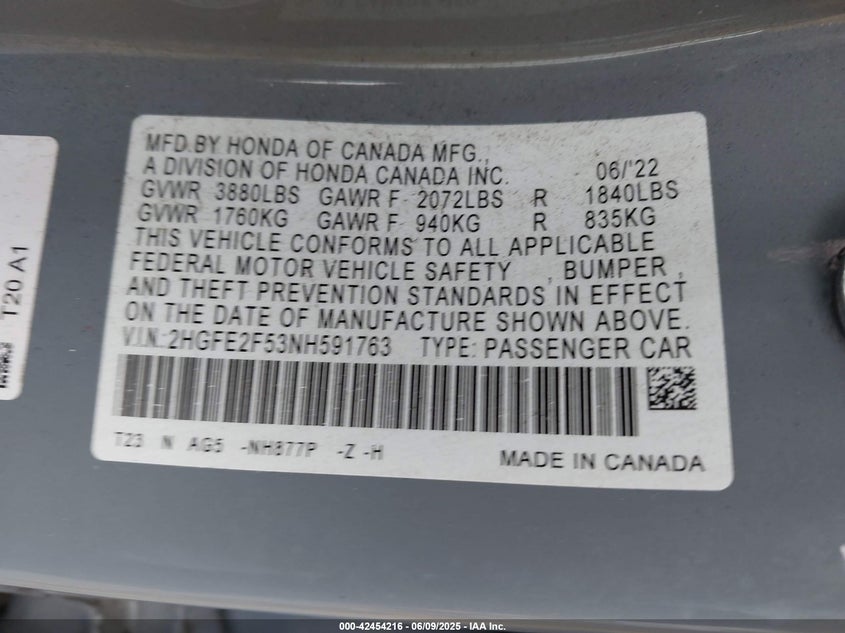 MFD.BY HONDA OF CANADA MFG.,
A DIVISION OF HONDA CANADA INC. 06/'22
GVWR 3880LBS GAWR F 2072LBS R 1840LBS
GVWR 1760KG GAWR F 940KG R 835KG
THIS VEHICLE CONFORMS TO ALL APPLICABLE
FEDERAL MOTOR VEHICLE SAFETY , BUMPER ,
AND THEFT PREVENTION STANDARDS IN EFFECT
ON THE DATE OF MANUFACTURE SHOWN ABOVE.
V.I.N.:2HGFE2F53NH591763 TYPE: PASSENGER CAR
T23 N AG5 -NH877P -Z -H
MADE IN CANADA
T20 A1
000-42454216 - 06/09/2025 - IAA Inc.